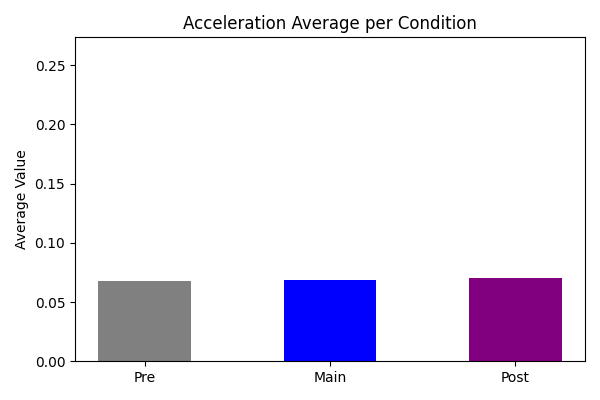 Acceleration Average per Condition
Average Value
0.25
0.20
0.15
0.10
0.05
0.00
Pre
Main
Post